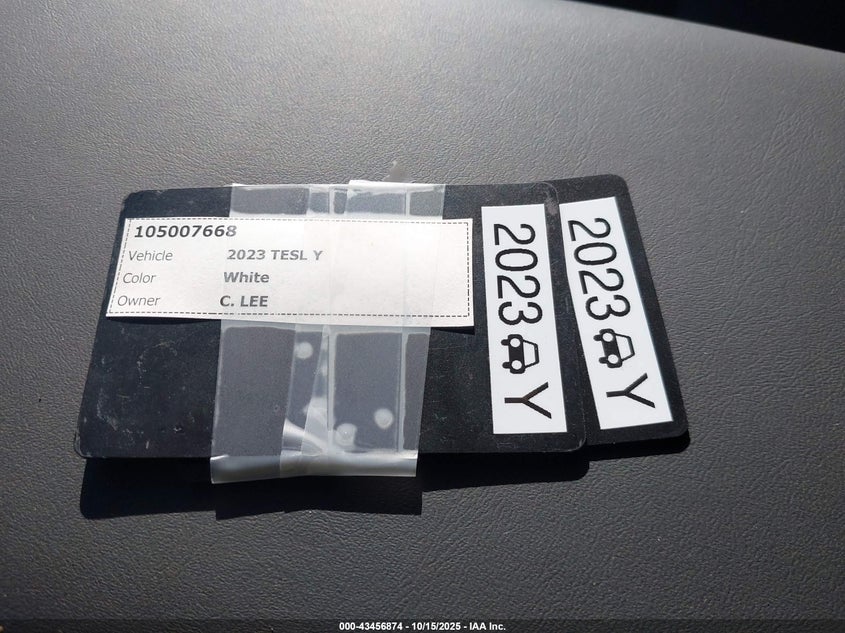 105007668
Vehicle 2023 TESL Y
Color White
Owner C. LEE
2023 Y
2023 Y
000-43456874 - 10/15/2025 - IAA Inc.